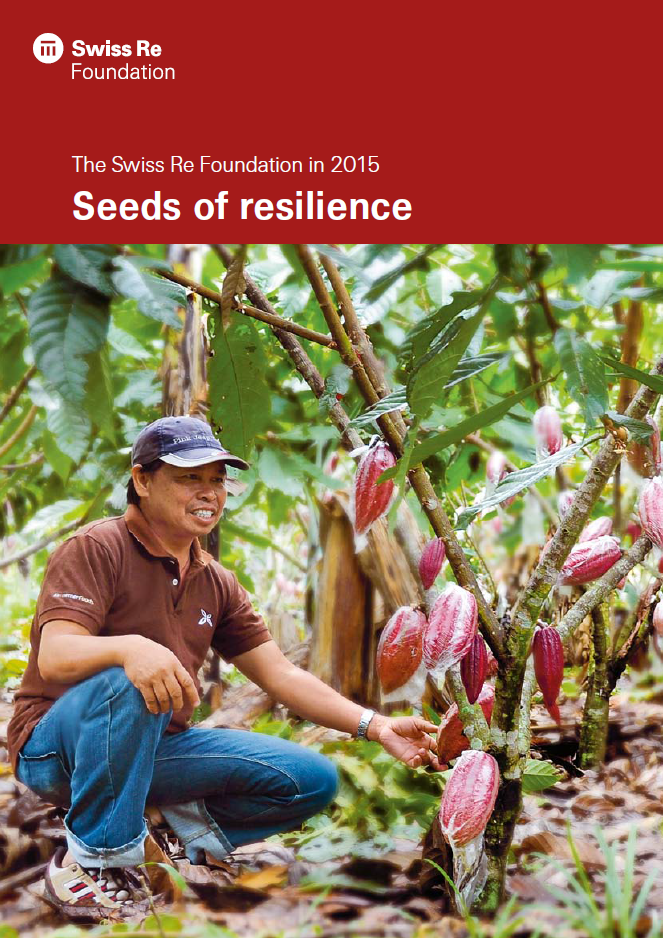 Swiss Re
Foundation
The Swiss Re Foundation in 2015
Seeds of resilience